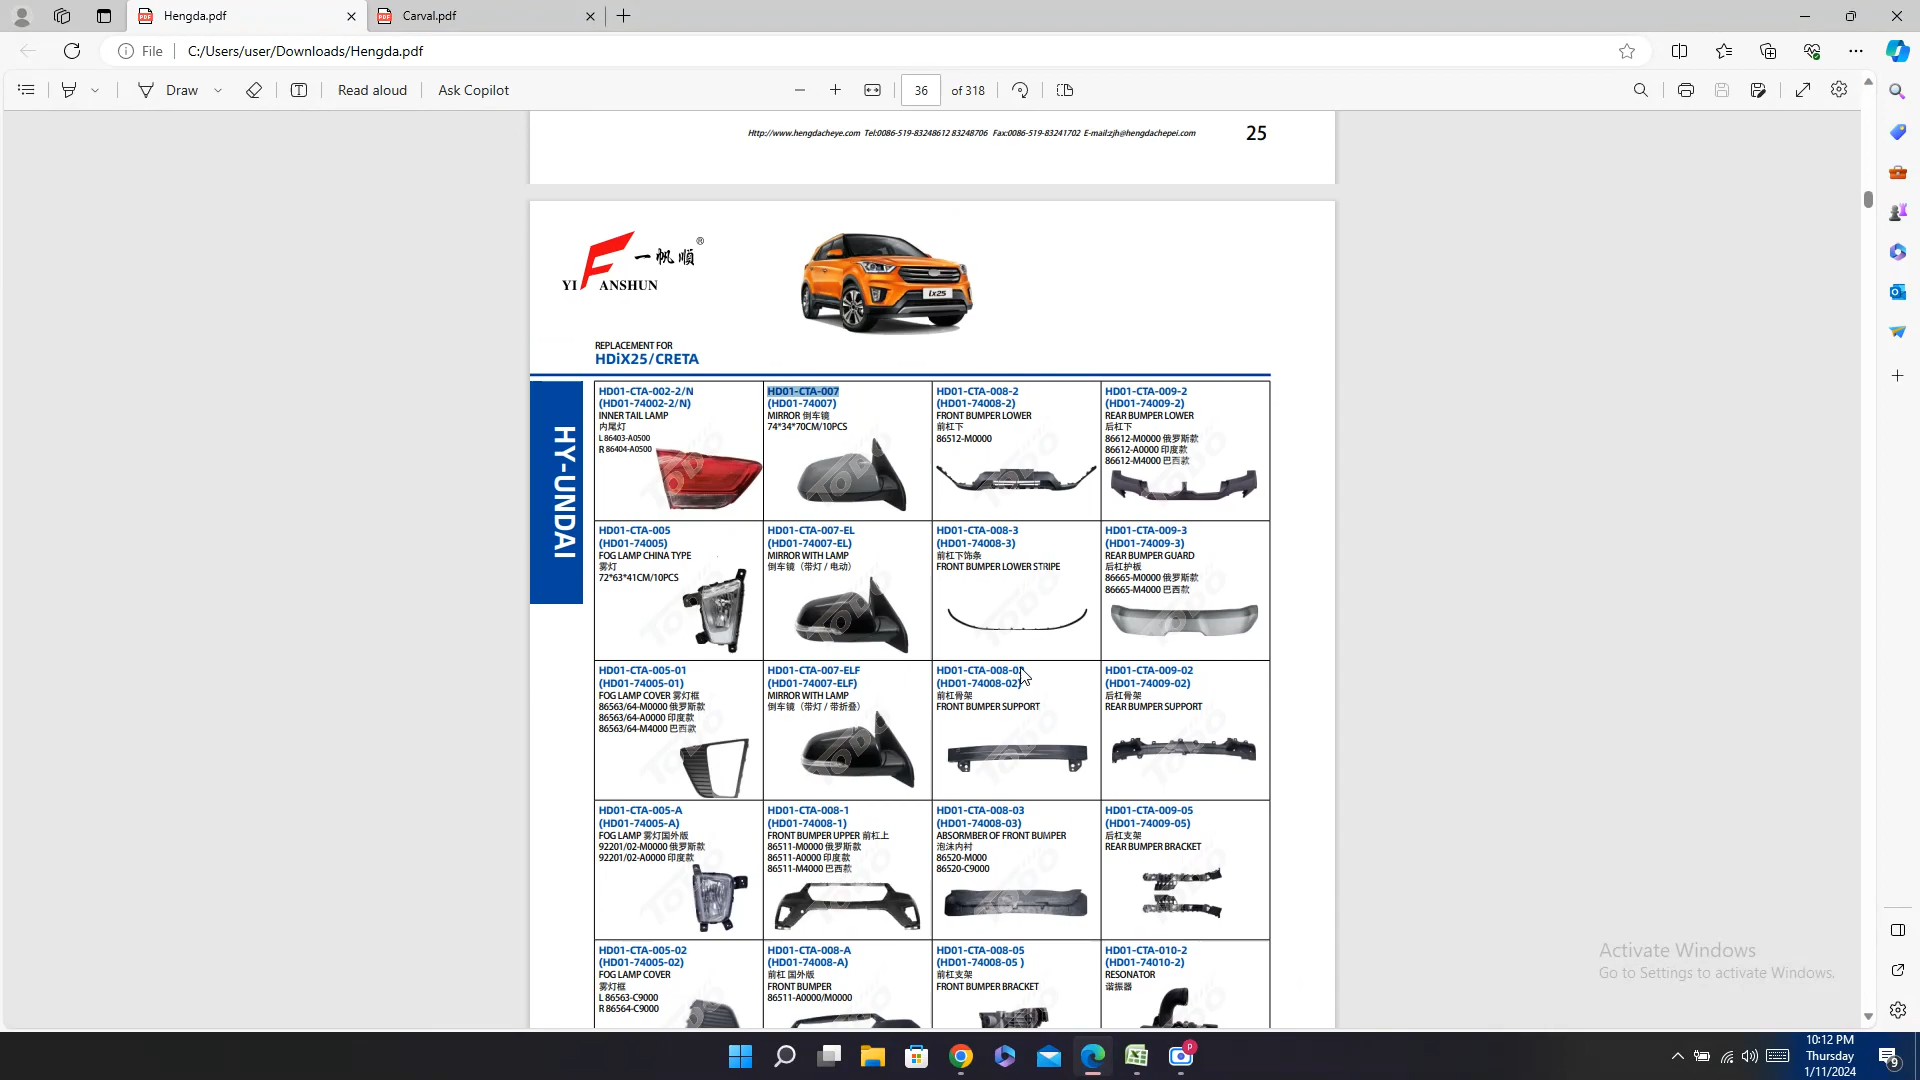 Hengda.pdf
Carval.pdf
File
C:/Users/user/Downloads/Hengda.pdf
Draw
Read aloud
Ask Copilot
36
of 318
Http://www.hengdacheye.com Tel:0086-519-83248612 83248706 Fax:0086-519-83241702 E-mail:zjh@hengdachepei.com
25
YI FANSHUN 一帆順 ®
ix25
REPLACEMENT FOR
HDiX25/CRETA
HY-UNDAI
HD01-CTA-002-2/N
(HD01-74002-2/N)
INNER TAIL LAMP
内尾灯
L 86403-A0500
R 86404-A0500
HD01-CTA-007
(HD01-74007)
MIRROR 倒车镜
74*34*70CM/10PCS
HD01-CTA-008-2
(HD01-74008-2)
FRONT BUMPER LOWER
前杠下
86512-M0000
HD01-CTA-009-2
(HD01-74009-2)
REAR BUMPER LOWER
后杠下
86612-M0000 俄罗斯款
86612-A0000 印度款
86612-M4000 巴西款
HD01-CTA-005
(HD01-74005)
FOG LAMP CHINA TYPE
雾灯
72*63*41CM/10PCS
HD01-CTA-007-EL
(HD01-74007-EL)
MIRROR WITH LAMP
倒车镜（带灯 / 电动）
HD01-CTA-008-3
(HD01-74008-3)
前杠下饰条
FRONT BUMPER LOWER STRIPE
HD01-CTA-009-3
(HD01-74009-3)
REAR BUMPER GUARD
后杠护板
86665-M0000 俄罗斯款
86665-M4000 巴西款
HD01-CTA-005-01
(HD01-74005-01)
FOG LAMP COVER 雾灯框
86563/64-M0000 俄罗斯款
86563/64-A0000 印度款
86563/64-M4000 巴西款
HD01-CTA-007-ELF
(HD01-74007-ELF)
MIRROR WITH LAMP
倒车镜（带灯 / 带折叠）
HD01-CTA-008-02
(HD01-74008-02)
前杠骨架
FRONT BUMPER SUPPORT
HD01-CTA-009-02
(HD01-74009-02)
后杠骨架
REAR BUMPER SUPPORT
HD01-CTA-005-A
(HD01-74005-A)
FOG LAMP 雾灯国外版
92201/02-M0000 俄罗斯款
92201/02-A0000 印度款
HD01-CTA-008-1
(HD01-74008-1)
FRONT BUMPER UPPER 前杠上
86511-M0000 俄罗斯款
86511-A0000 印度款
86511-M4000 巴西款
HD01-CTA-008-03
(HD01-74008-03)
ABSORMBER OF FRONT BUMPER
泡沫内衬
86520-M000
86520-C9000
HD01-CTA-009-05
(HD01-74009-05)
后杠支架
REAR BUMPER BRACKET
HD01-CTA-005-02
(HD01-74005-02)
FOG LAMP COVER
雾灯框
L 86563-C9000
R 86564-C9000
HD01-CTA-008-A
(HD01-74008-A)
前杠 国外版
FRONT BUMPER
86511-A0000/M0000
HD01-CTA-008-05
(HD01-74008-05 )
前杠支架
FRONT BUMPER BRACKET
HD01-CTA-010-2
(HD01-74010-2)
RESONATOR
谐振器
TODO
Activate Windows
Go to Settings to activate Windows.
10:12 PM
Thursday
1/11/2024
9